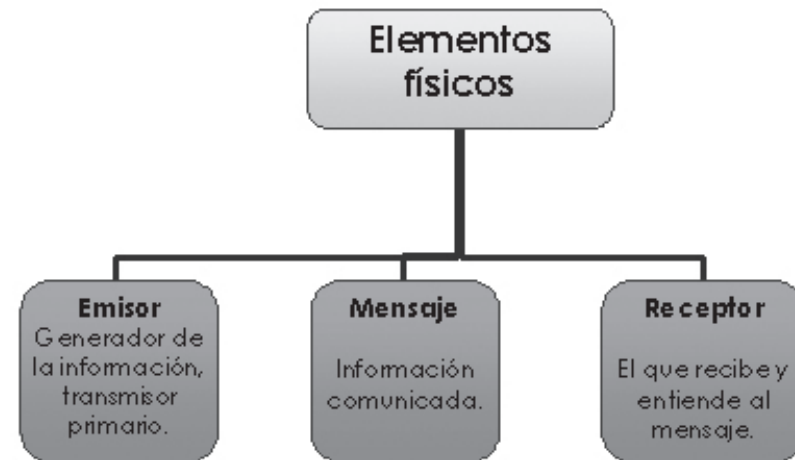 Elementos
físicos
Emisor
Generador de
la información,
transmisor
primario.
Mensaje
Información
comunicada.
Receptor
El que recibe y
entiende al
mensaje.